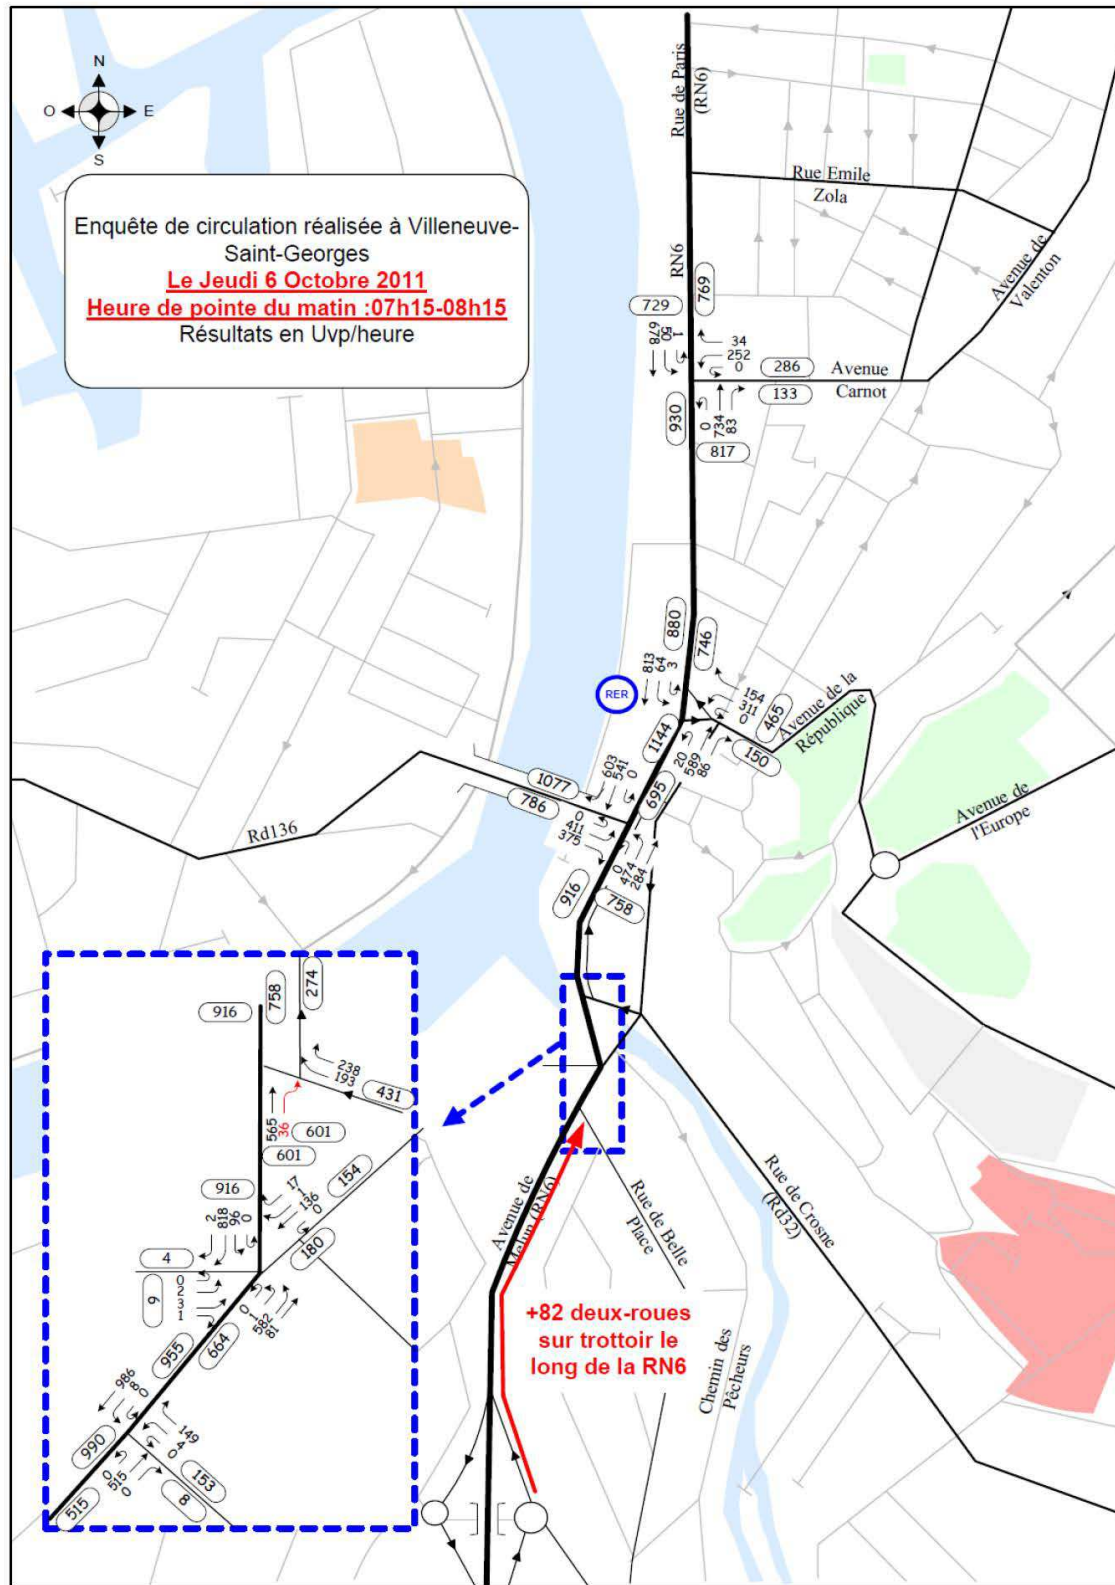 N
O
E
S
Enquête de circulation réalisée à Villeneuve-
Saint-Georges
Le Jeudi 6 Octobre 2011
Heure de pointe du matin :07h15-08h15
Résultats en Uvp/heure
Rue de Paris
(RN6)
Rue Emile
Zola
Avenue de
Valenton
RN6
769
729
678
50
1
34
252
0
286
Avenue
133
Carnot
930
0
734
83
817
880
746
813
64
3
RER
154
311
0
465
Avenue de la
République
150
1144
20
589
86
603
541
0
1077
786
695
0
411
375
Rd136
Avenue de
l'Europe
916
0
474
284
758
916
758
274
238
193
431
565
36
601
601
154
916
17
1
136
0
2
818
96
0
180
4
9
0
2
3
1
0
1
582
81
955
664
986
8
0
149
4
0
990
0
515
0
153
8
515
Avenue de
Melun (RN6)
Rue de Belle
Place
Rue de Crosne
(Rd32)
+82 deux-roues
sur trottoir le
long de la RN6
Chemin des
Pêcheurs